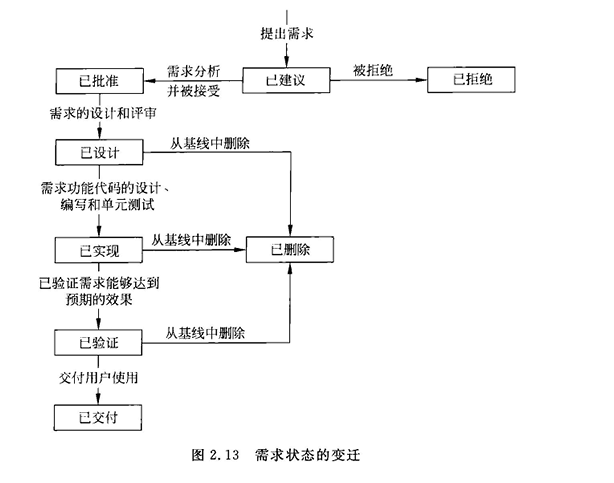 提出需求
已批准
需求分析
并被接受
已建议
被拒绝
已拒绝
需求的设计和评审
已设计
从基线中删除
需求功能代码的设计、
编写和单元测试
已实现
从基线中删除
已删除
已验证需求能够达到
预期的效果
已验证
从基线中删除
交付用户使用
已交付
图 2.13 需求状态的变迁